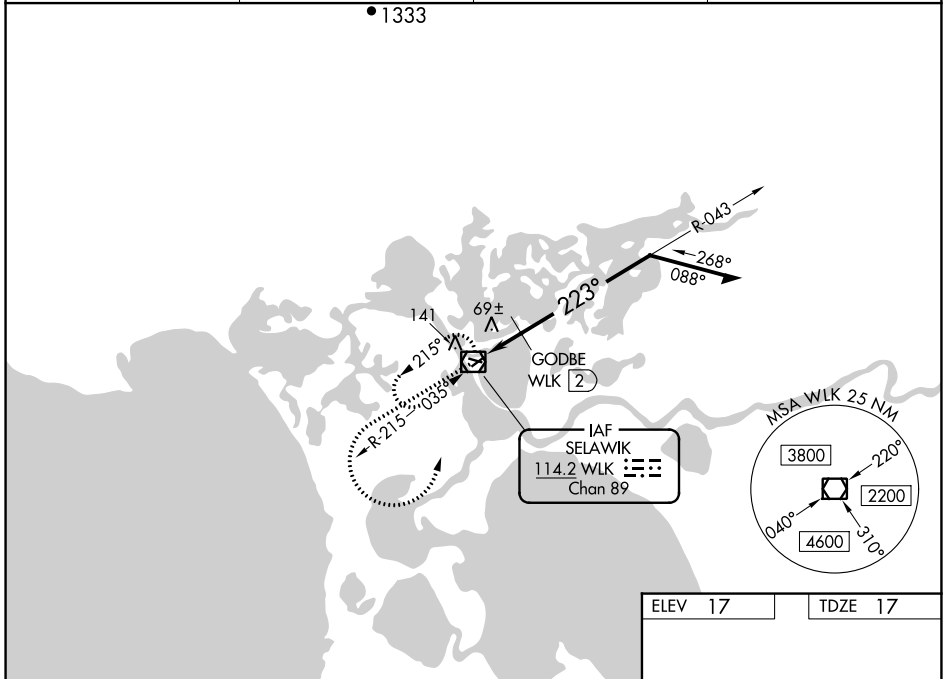 1333
R-043
268°
088°
223°
69±
141
215°
GODBE
WLK 2
R-215
035°
IAF
SELAWIK
114.2 WLK
Chan 89
MSA WLK 25 NM
3800
220°
2200
040°
4600
310°
ELEV 17
TDZE 17